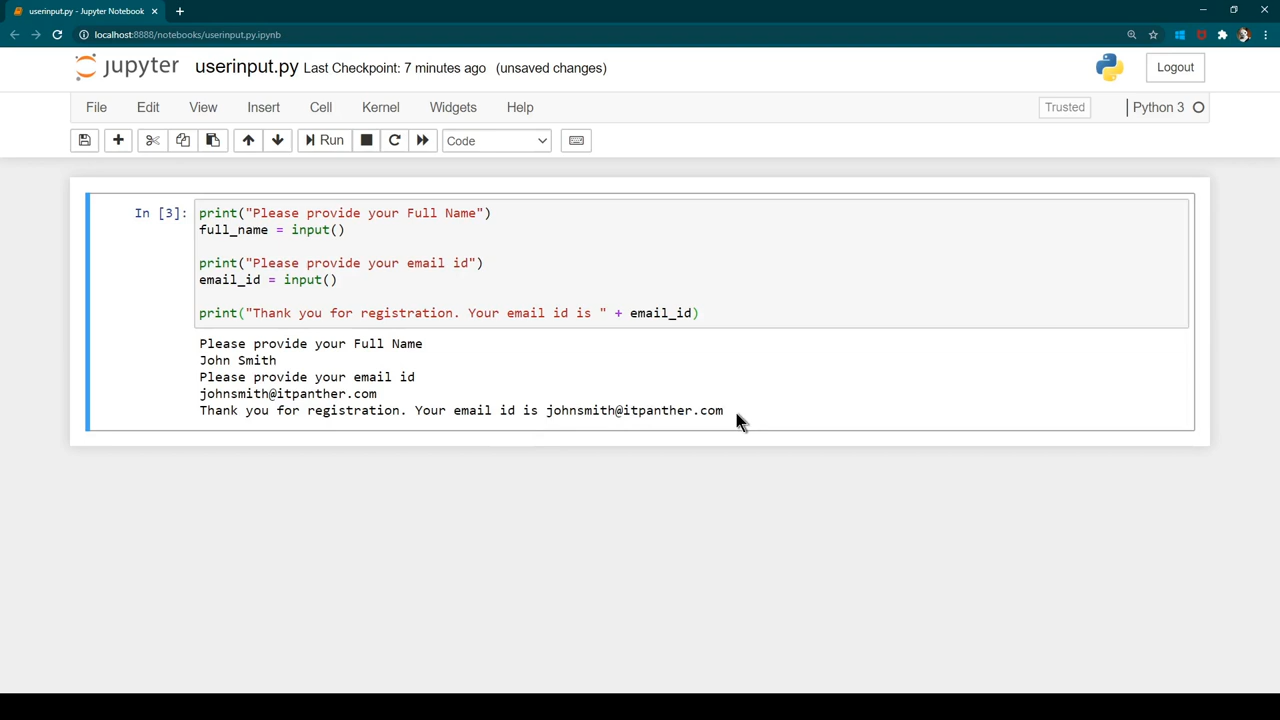 userinput.py - Jupyter Notebook
localhost:8888/notebooks/userinput.py.ipynb
jupyter userinput.py Last Checkpoint: 7 minutes ago (unsaved changes) Logout
File Edit View Insert Cell Kernel Widgets Help Trusted Python 3
Run Code
In [3]: print("Please provide your Full Name")
full_name = input()
print("Please provide your email id")
email_id = input()
print("Thank you for registration. Your email id is " + email_id)
Please provide your Full Name
John Smith
Please provide your email id
johnsmith@itpanther.com
Thank you for registration. Your email id is johnsmith@itpanther.com